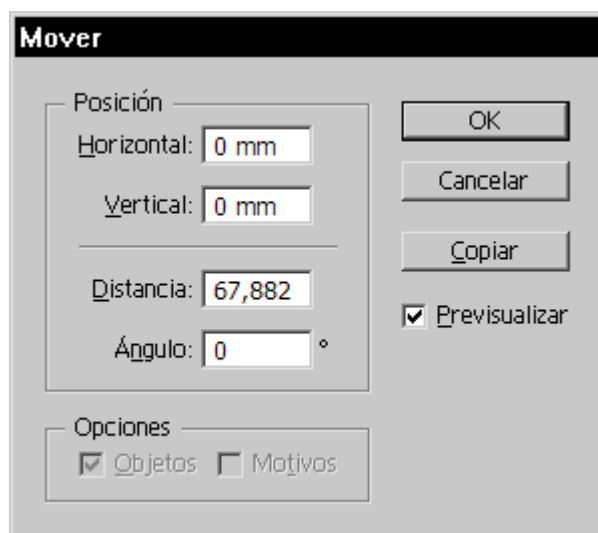 Mover
Posición
Horizontal: 0 mm
Vertical: 0 mm
Distancia: 67,882
Ángulo: 0 °
OK
Cancelar
Copiar
Previsualizar
Opciones
Objetos Motivos